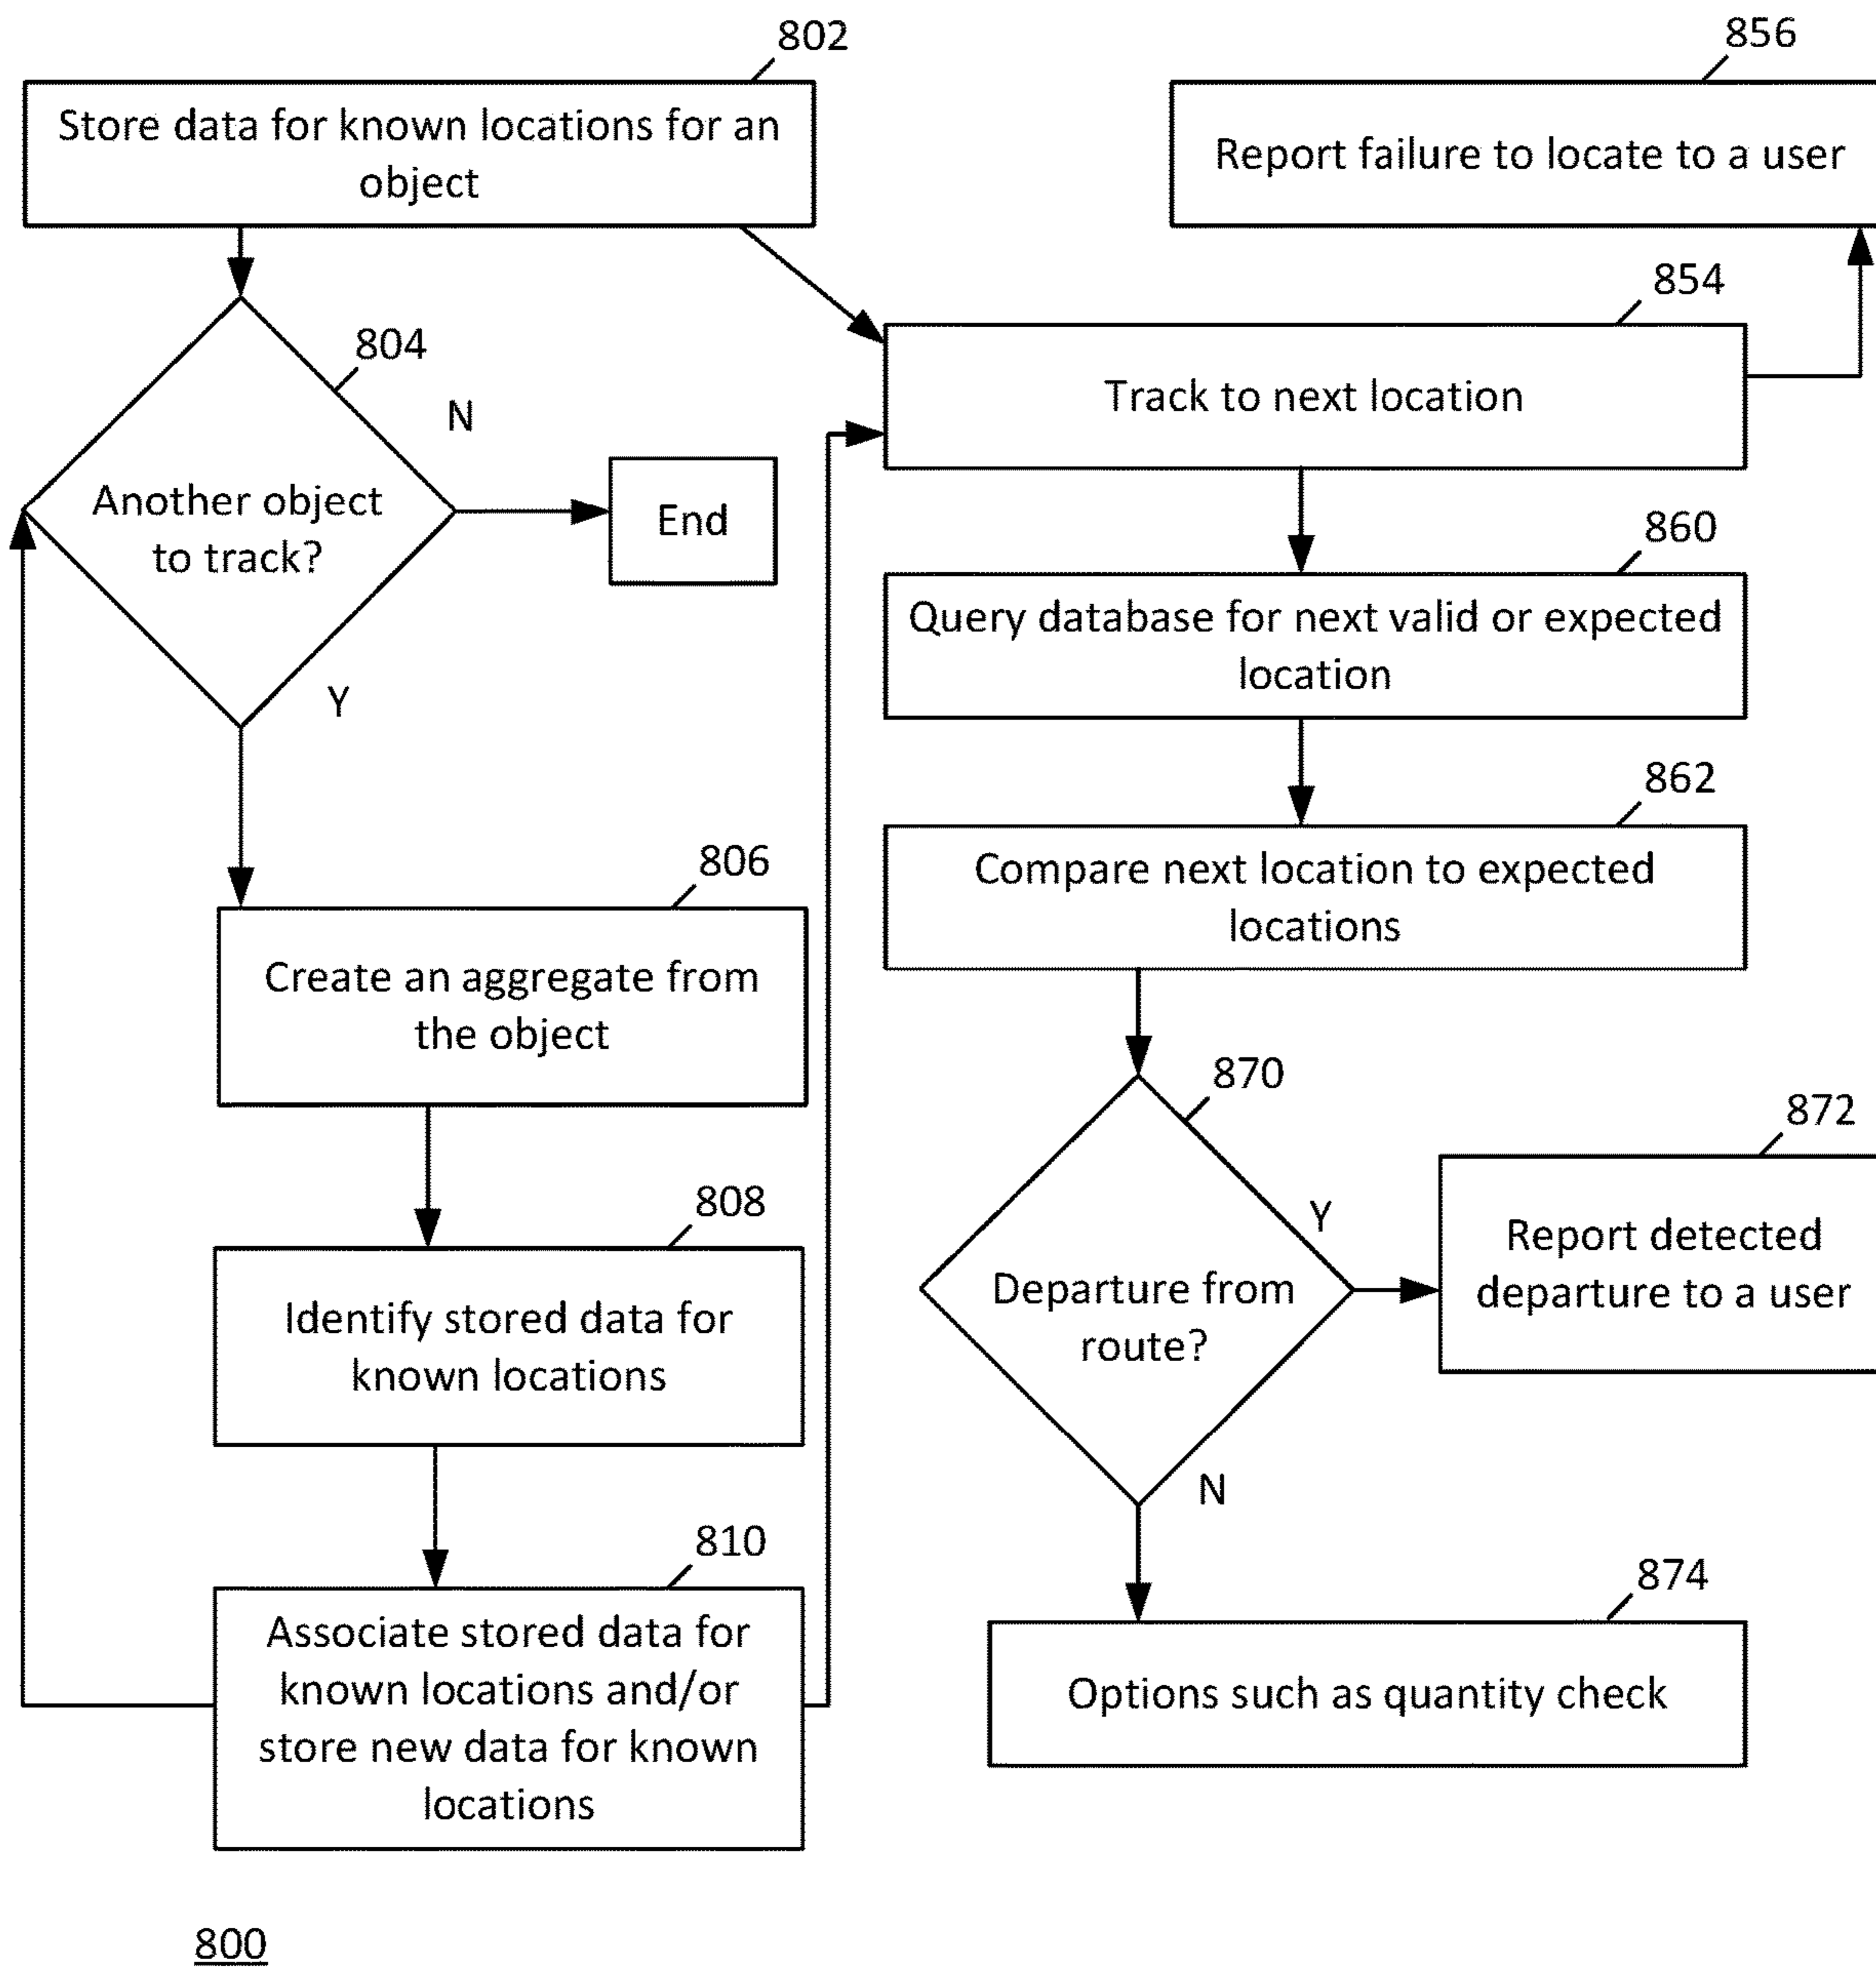 802
Store data for known locations for an
object
856
Report failure to locate to a user
804
N
Another object
to track?
End
Y
854
Track to next location
860
Query database for next valid or expected
location
862
Compare next location to expected
locations
806
Create an aggregate from
the object
808
Identify stored data for
known locations
810
Associate stored data for
known locations and/or
store new data for known
locations
870
Y
Departure from
route?
N
872
Report detected
departure to a user
874
Options such as quantity check
800